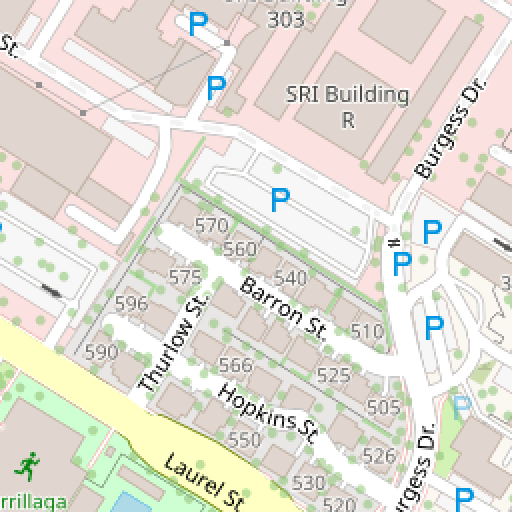 303
St.
P
P
SRI Building
R
Burgess Dr.
P
570
560
P
P
575
540
Barron St.
596
510
P
Thurlow St.
590
566
525
Hopkins St.
505
P
550
526
Burgess Dr.
Laurel St.
530
P
520